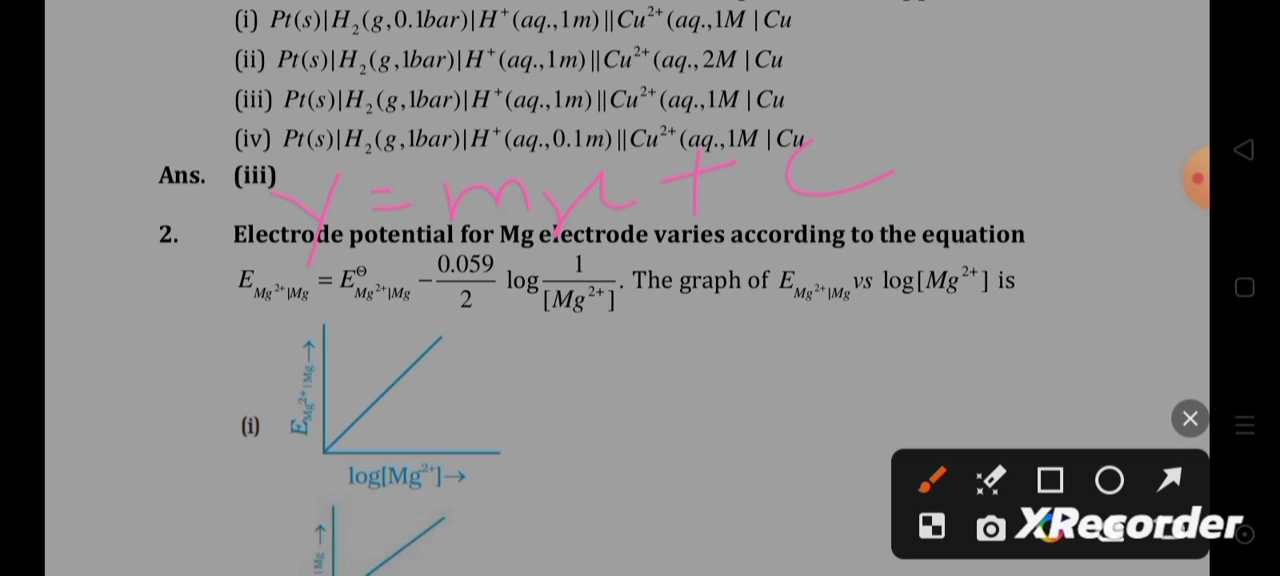 (i) Pt(s)|H₂(g,0.1bar)|H⁺(aq.,1m)||Cu²⁺(aq.,1M |Cu
(ii) Pt(s)|H₂(g,1bar)|H⁺(aq.,1m)||Cu²⁺(aq.,2M |Cu
(iii) Pt(s)|H₂(g,1bar)|H⁺(aq.,1m)||Cu²⁺(aq.,1M |Cu
(iv) Pt(s)|H₂(g,1bar)|H⁺(aq.,0.1m)||Cu²⁺(aq.,1M |Cu
Ans. (iii)
y = mx + c
2. Electrode potential for Mg electrode varies according to the equation
E Mg²⁺|Mg = E⊖ Mg²⁺|Mg − 0.059/2 log 1/[Mg²⁺]. The graph of E Mg²⁺|Mg vs log[Mg²⁺] is
E Mg²⁺|Mg →
(i)
log[Mg²⁺]→
|Mg →
XRecorder